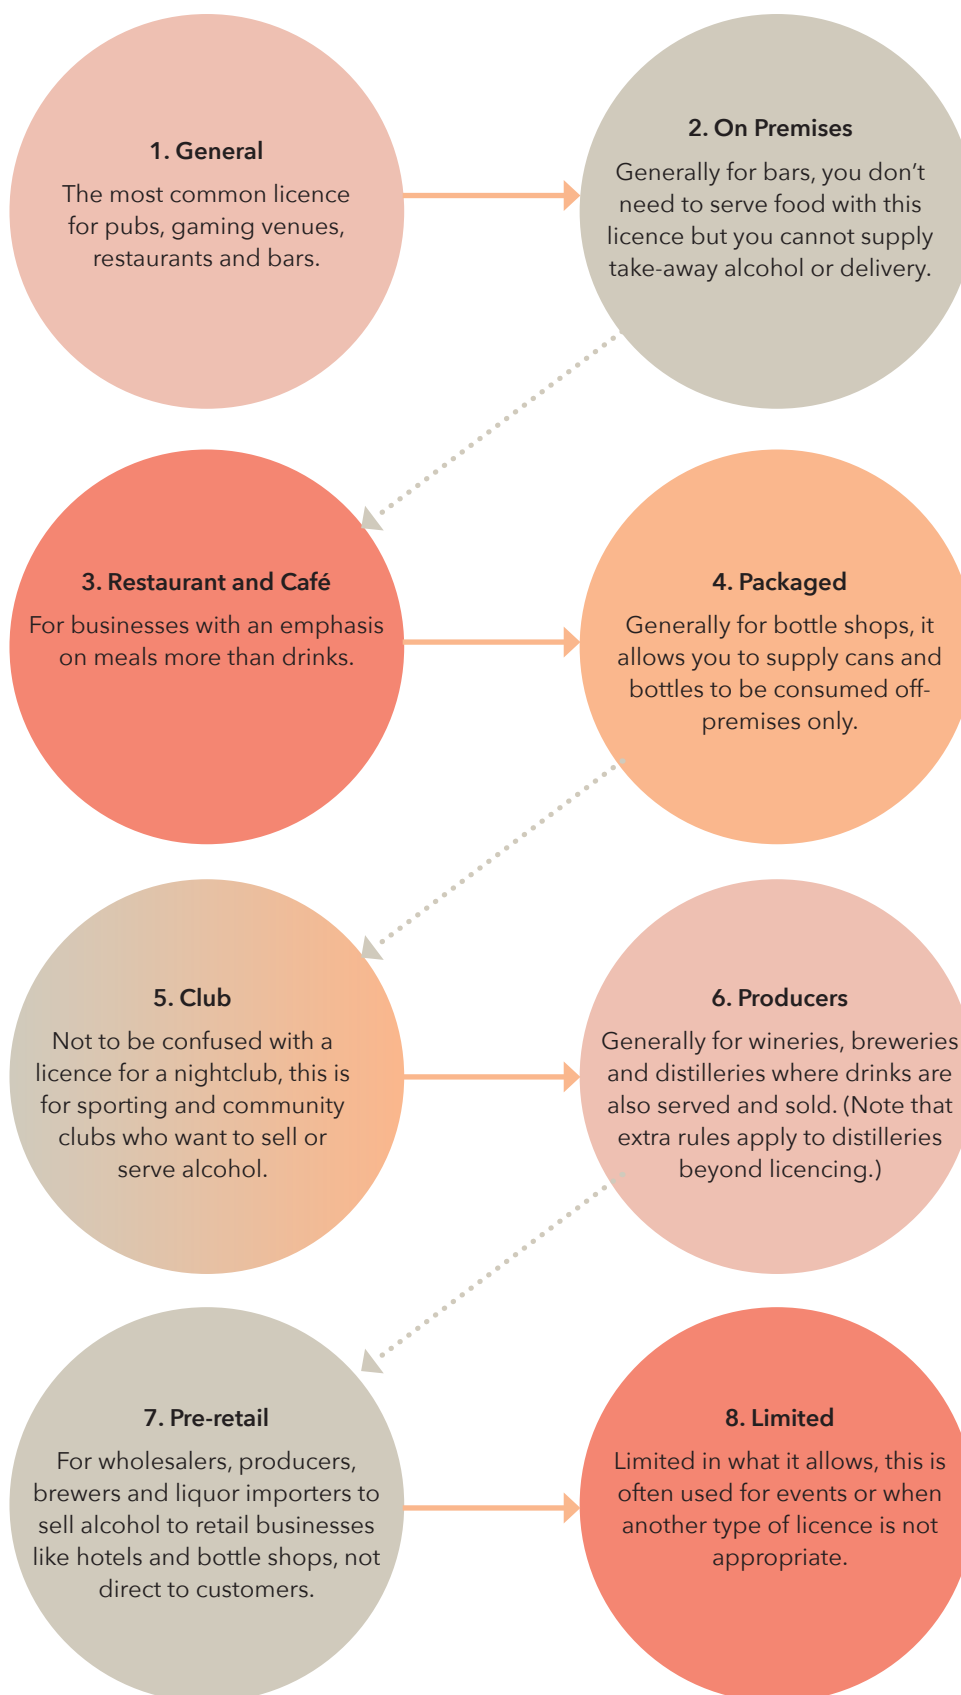 1. General
The most common licence
for pubs, gaming venues,
restaurants and bars.
2. On Premises
Generally for bars, you don’t
need to serve food with this
licence but you cannot supply
take-away alcohol or delivery.
3. Restaurant and Café
For businesses with an emphasis
on meals more than drinks.
4. Packaged
Generally for bottle shops, it
allows you to supply cans and
bottles to be consumed off-
premises only.
5. Club
Not to be confused with a
licence for a nightclub, this is
for sporting and community
clubs who want to sell or
serve alcohol.
6. Producers
Generally for wineries, breweries
and distilleries where drinks are
also served and sold. (Note that
extra rules apply to distilleries
beyond licencing.)
7. Pre-retail
For wholesalers, producers,
brewers and liquor importers to
sell alcohol to retail businesses
like hotels and bottle shops, not
direct to customers.
8. Limited
Limited in what it allows, this is
often used for events or when
another type of licence is not
appropriate.